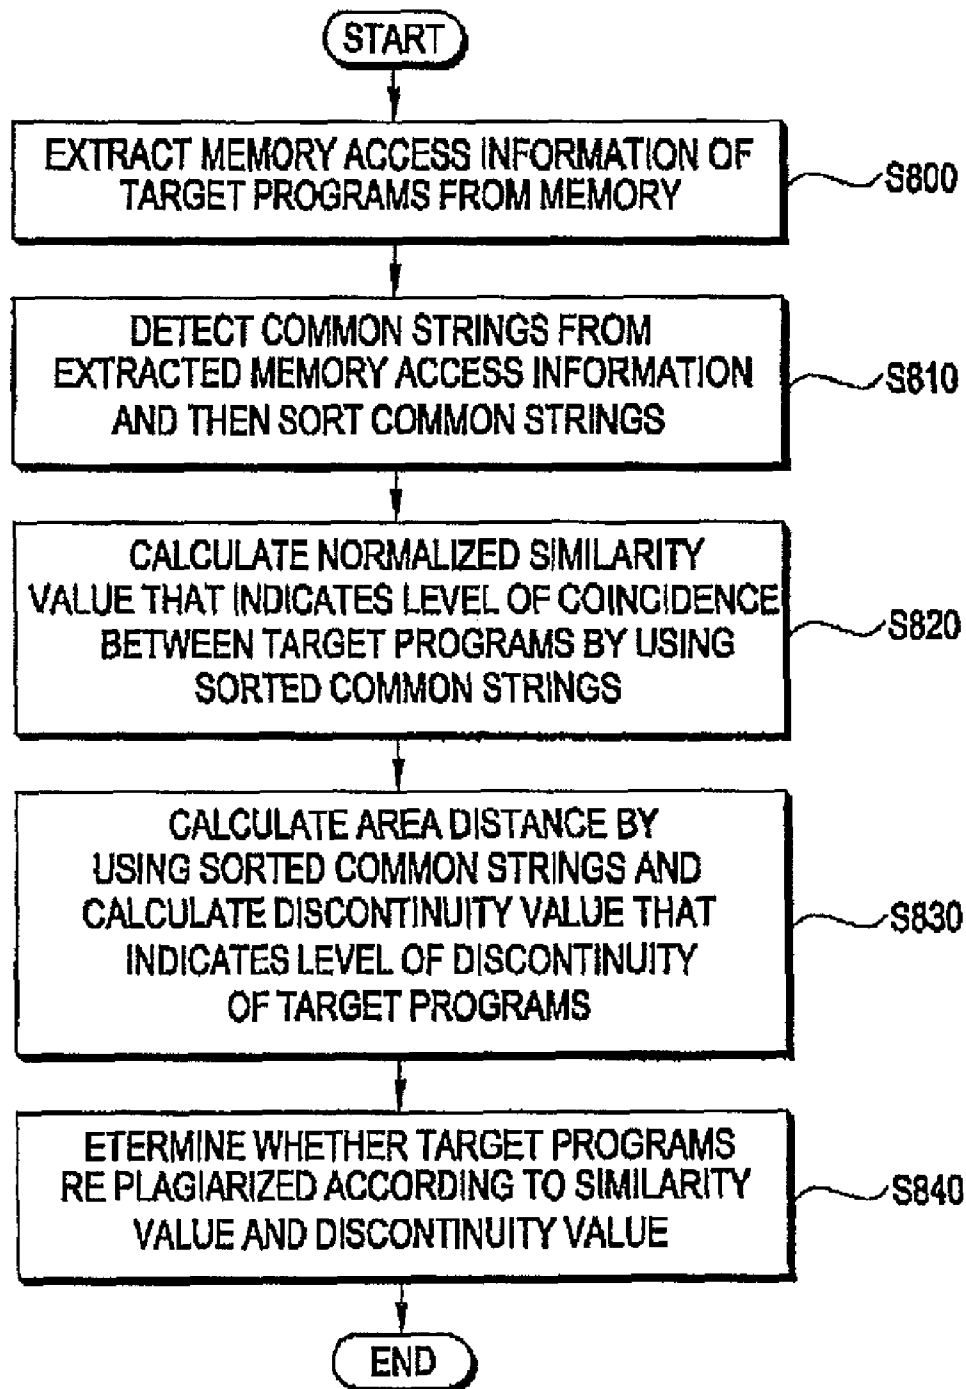 START
EXTRACT MEMORY ACCESS INFORMATION OF
TARGET PROGRAMS FROM MEMORY
S800
DETECT COMMON STRINGS FROM
EXTRACTED MEMORY ACCESS INFORMATION
AND THEN SORT COMMON STRINGS
S810
CALCULATE NORMALIZED SIMILARITY
VALUE THAT INDICATES LEVEL OF COINCIDENCE
BETWEEN TARGET PROGRAMS BY USING
SORTED COMMON STRINGS
S820
CALCULATE AREA DISTANCE BY
USING SORTED COMMON STRINGS AND
CALCULATE DISCONTINUITY VALUE THAT
INDICATES LEVEL OF DISCONTINUITY
OF TARGET PROGRAMS
S830
ETERMINE WHETHER TARGET PROGRAMS
RE PLAGIARIZED ACCORDING TO SIMILARITY
VALUE AND DISCONTINUITY VALUE
S840
END